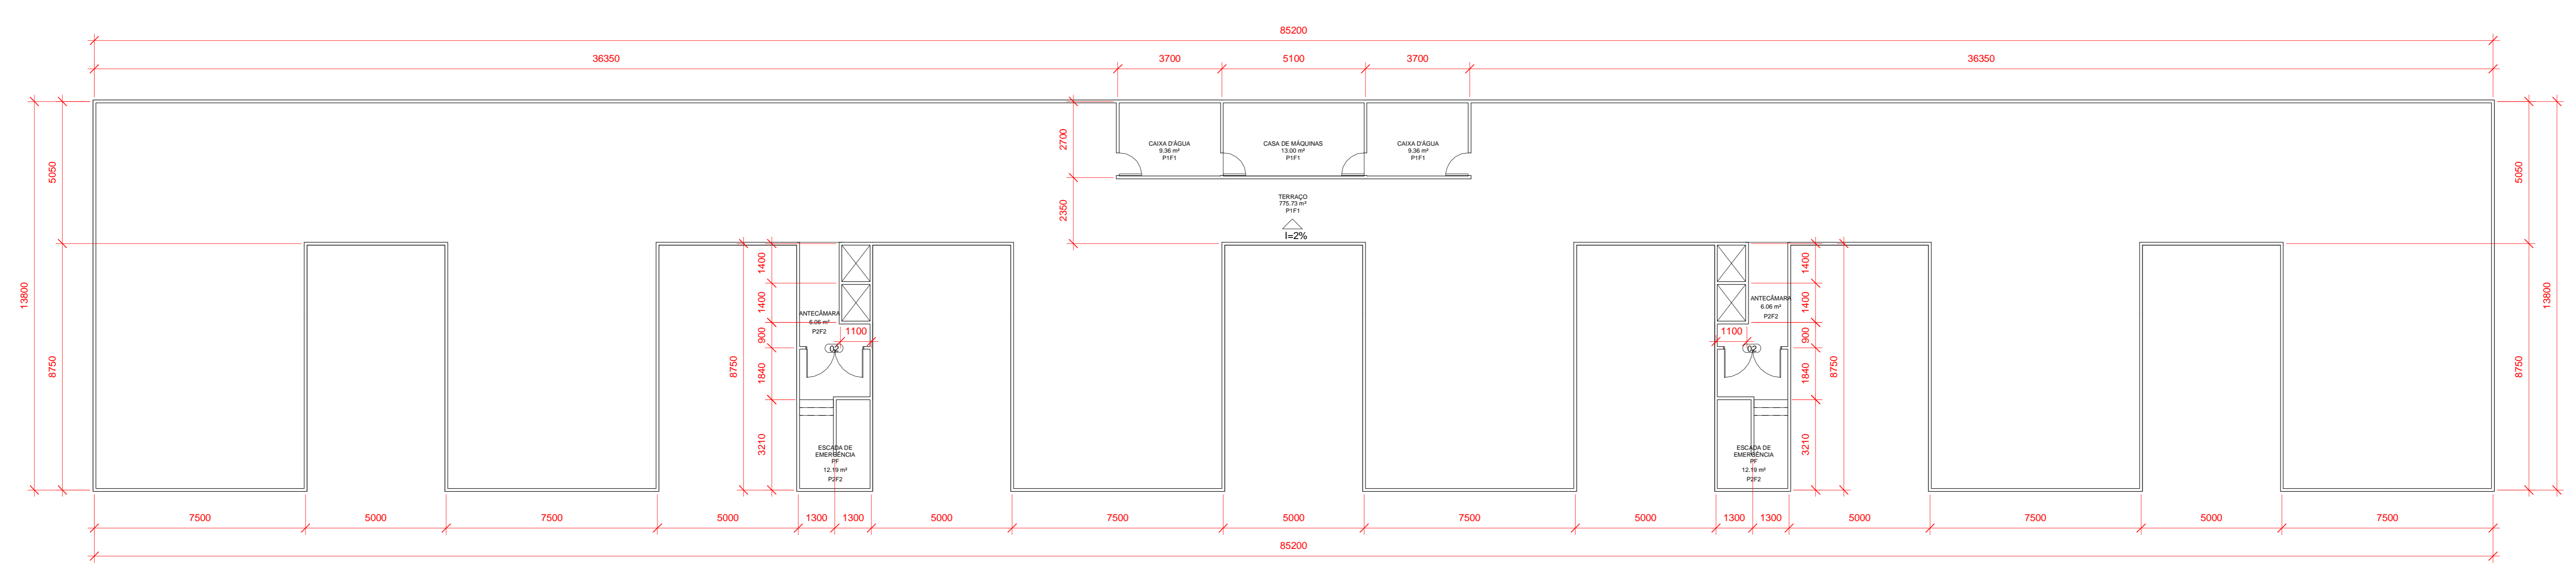 85200
36350
3700
5100
3700
36350
13800
5050
8750
2700
2350
CAIXA D'ÁGUA
9.36 m²
P1F1
CASA DE MÁQUINAS
13.00 m²
P1F1
CAIXA D'ÁGUA
9.36 m²
P1F1
TERRAÇO
775.73 m²
P1F1
I=2%
5050
8750
13800
8750
1400
1400
900
1840
3210
ANTECÂMARA
6.06 m²
P2F2
1100
02
ESCADA DE
EMERGÊNCIA
PF
12.19 m²
P2F2
ANTECÂMARA
6.06 m²
P2F2
1100
02
ESCADA DE
EMERGÊNCIA
PF
12.19 m²
P2F2
1400
1400
900
1840
3210
8750
7500
5000
7500
5000
1300
1300
5000
7500
5000
7500
5000
1300
1300
5000
7500
5000
7500
85200